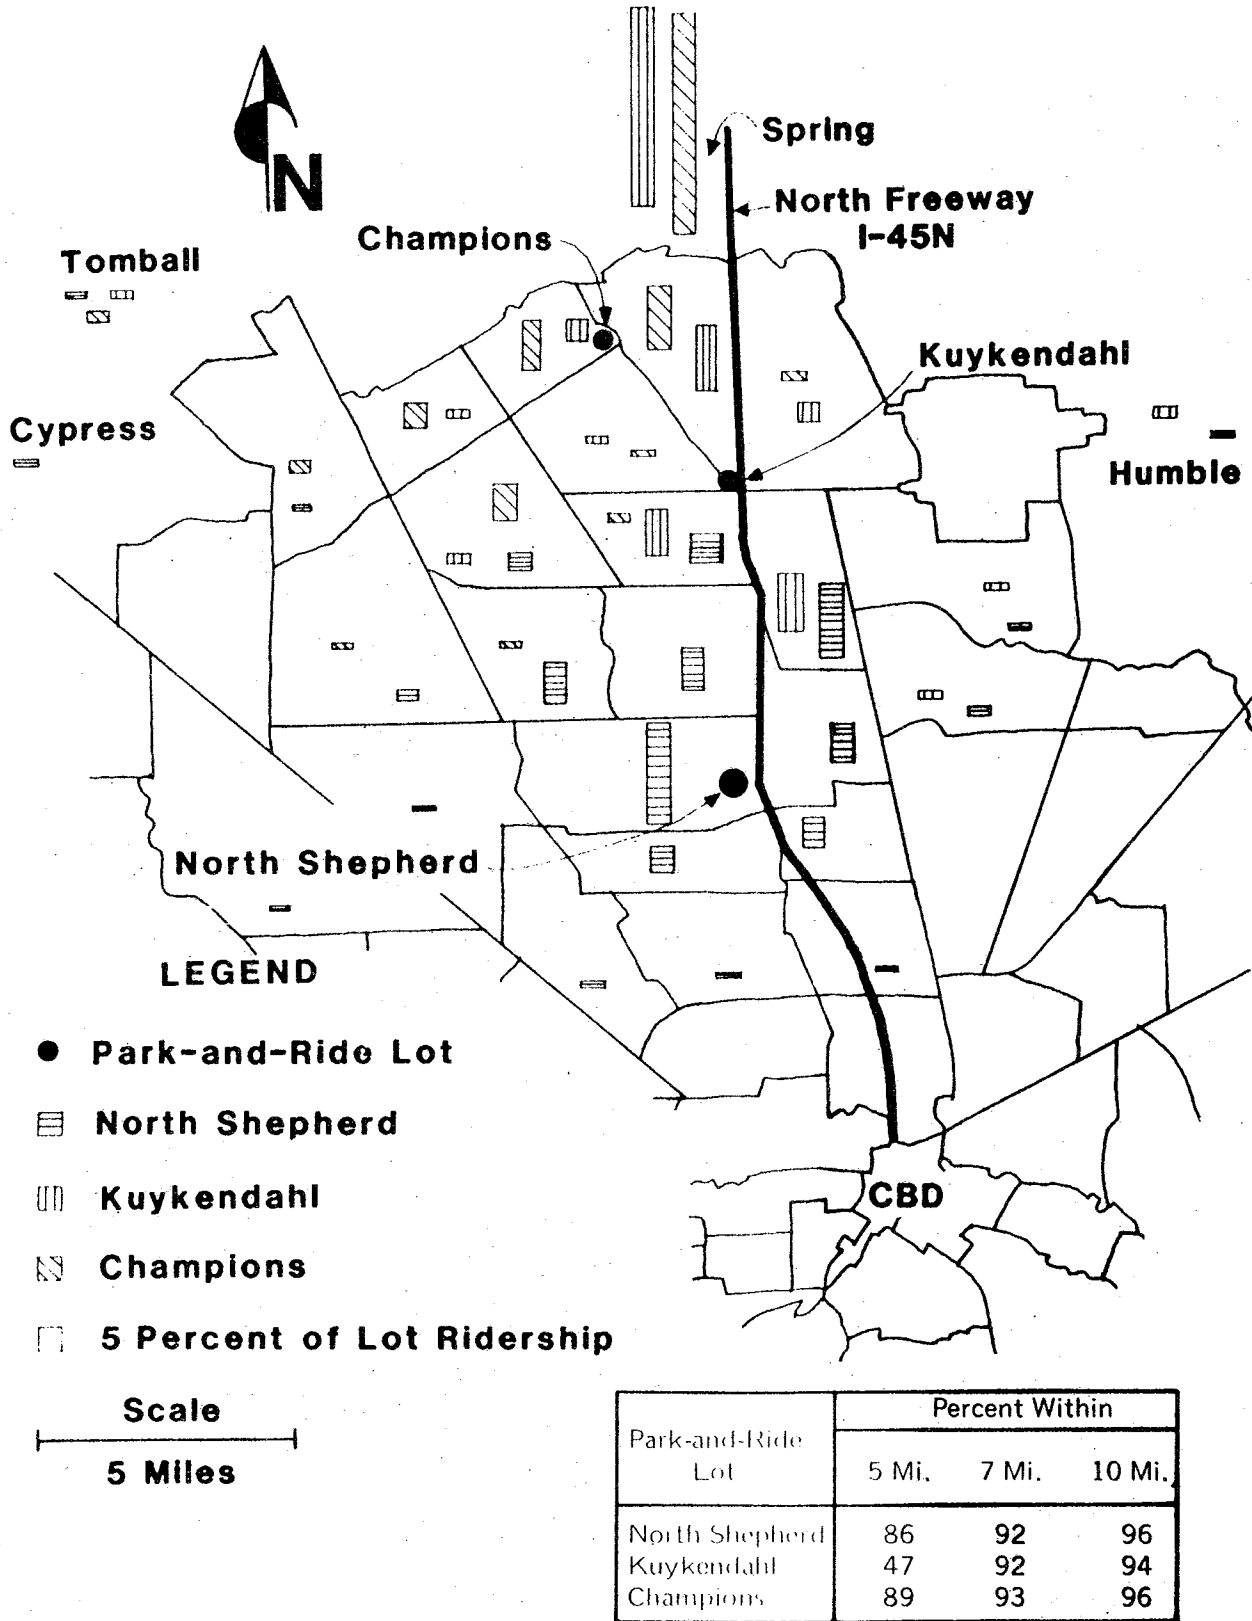 Spring
N
North Freeway
I-45N
Champions
Tomball
Kuykendahl
Cypress
Humble
North Shepherd
LEGEND
Park-and-Ride Lot
North Shepherd
Kuykendahl
CBD
Champions
5 Percent of Lot Ridership
Scale
5 Miles
Park-and-Ride
Lot
Percent Within
5 Mi. 7 Mi. 10 Mi.
North Shepherd 86 92 96
Kuykendahl 47 92 94
Champions 89 93 96